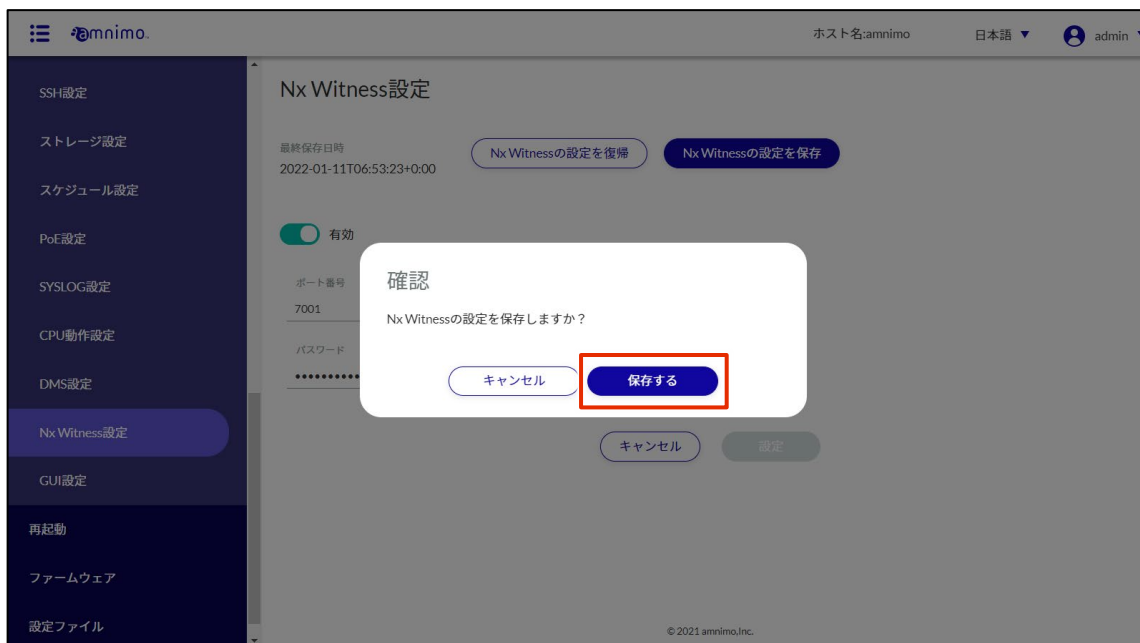 amnimo
ホスト名:amnimo
日本語 ▼
admin
SSH設定
ストレージ設定
スケジュール設定
PoE設定
SYSLOG設定
CPU動作設定
DMS設定
Nx Witness設定
GUI設定
再起動
ファームウェア
設定ファイル
Nx Witness設定
最終保存日時
2022-01-11T06:53:23+0:00
Nx Witnessの設定を復帰
Nx Witnessの設定を保存
有効
ポート番号
7001
パスワード
••••••••••
確認
Nx Witnessの設定を保存しますか？
キャンセル
保存する
キャンセル
設定
© 2021 amnimo,Inc.